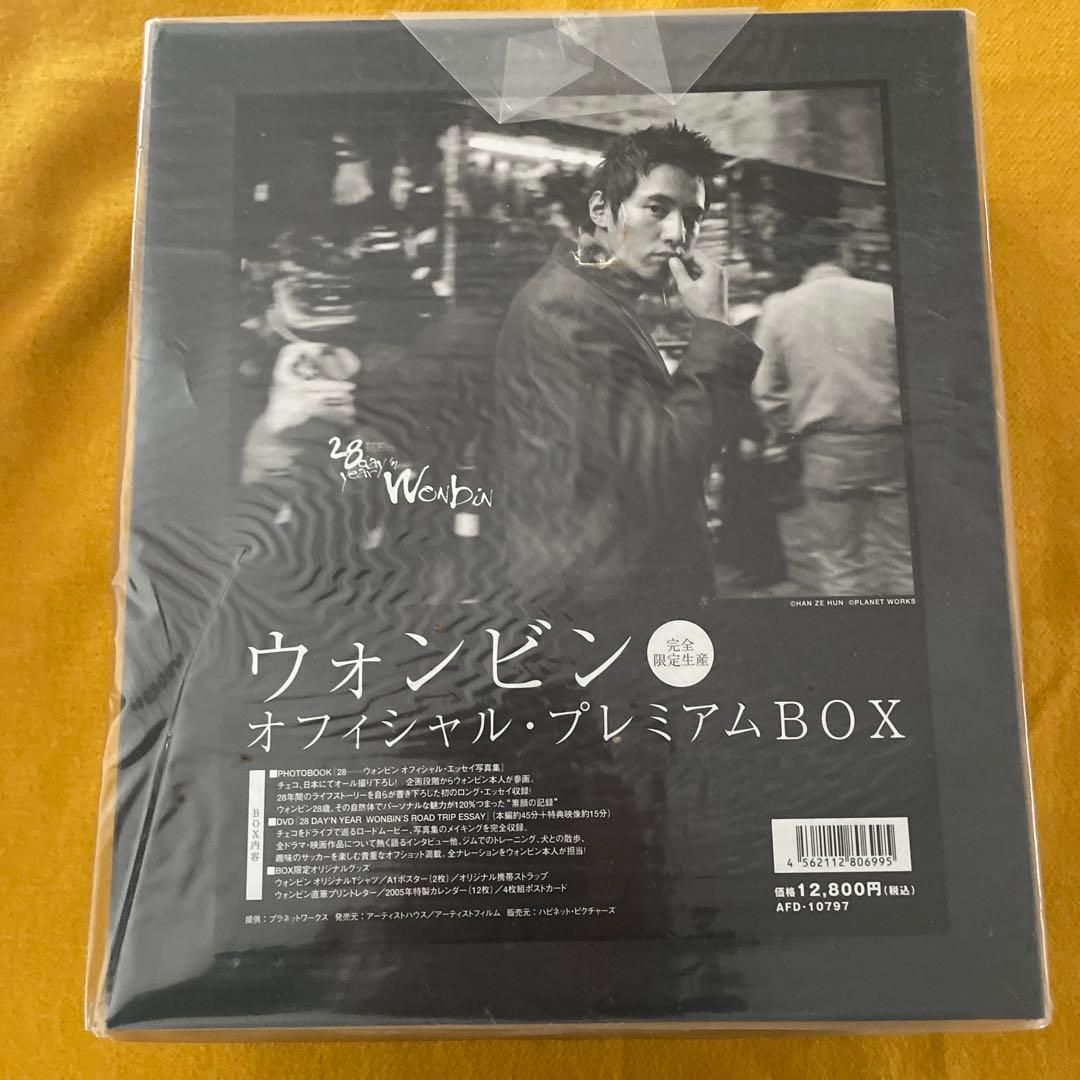 28
day 'n
year
Wonbin
©HAN ZE HUN ©PLANET WORKS
ウォンビン
完全
限定生産
オフィシャル・プレミアムBOX
BOX内容
■PHOTOBOOK『28──ウォンビン オフィシャル・エッセイ写真集』
チェコ、日本にてオール撮り下ろし! 企画段階からウォンビン本人が参画。
28年間のライフストーリーを自らが書き下ろした初のロング・エッセイ収録!
ウォンビン28歳、その自然体でパーソナルな魅力が120%つまった“素顔の記録”
■DVD『28 DAY'N YEAR WONBIN'S ROAD TRIP ESSAY』(本編約45分+特典映像約15分)
チェコをドライブで巡るロードムービー、写真集のメイキングを完全収録。
全ドラマ・映画作品について熱く語るインタビュー他、ジムでのトレーニング、犬との散歩、
趣味のサッカーを楽しむ貴重なオフショット満載。全ナレーションをウォンビン本人が担当!
■BOX限定オリジナルグッズ
ウォンビン オリジナルTシャツ/A1ポスター(2枚)/オリジナル携帯ストラップ
ウォンビン直筆プリントレター/2005年特製カレンダー(12枚)/4枚組ポストカード
提供:プラネットワークス 発売元:アーティストハウス/アーティストフィルム 販売元:ハピネット・ピクチャーズ
4 562112 806995
価格12,800円(税込)
AFD-10797